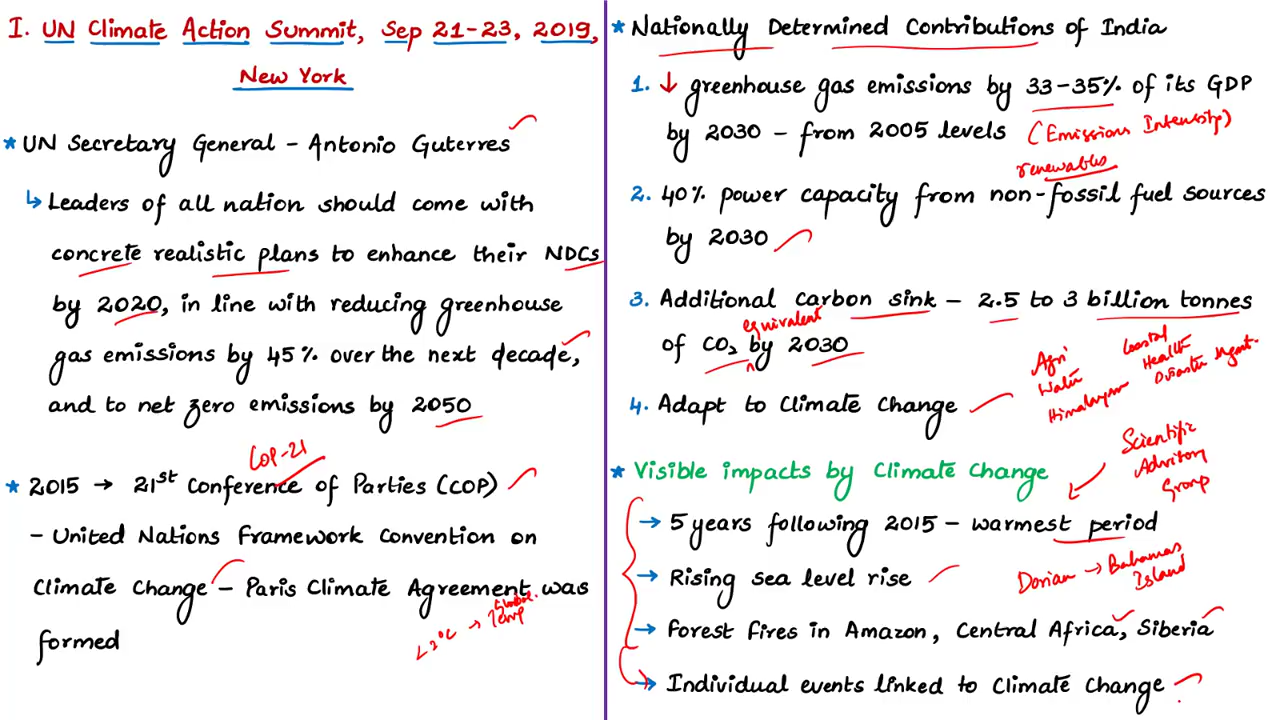 I. UN Climate Action Summit, Sep 21-23, 2019,
New York
* UN Secretary General - Antonio Guterres
↳ Leaders of all nation should come with
concrete realistic plans to enhance their NDCs
by 2020, in line with reducing greenhouse
gas emissions by 45% over the next decade,
and to net zero emissions by 2050
COP-21
* 2015 → 21st Conference of Parties (COP)
- United Nations Framework Convention on
Climate Change - Paris Climate Agreement was
formed
<2°C → Global
Temp
* Nationally Determined Contributions of India
1. ↓ greenhouse gas emissions by 33-35% of its GDP
by 2030 - from 2005 levels (Emissions Intensity)
renewables
2. 40% power capacity from non-fossil fuel sources
by 2030
3. Additional carbon sink - 2.5 to 3 billion tonnes
equivalent
of CO₂ ^ by 2030
4. Adapt to Climate Change
Agri
Water
Himalayan
Coastal
Health
Disaster Mgmt.
* Visible impacts by Climate Change
Scientific
Advisory
Group
→ 5 years following 2015 - warmest period
→ Rising sea level rise
Dorian → Bahamas
Island
→ Forest fires in Amazon, Central Africa, Siberia
→ Individual events linked to Climate Change